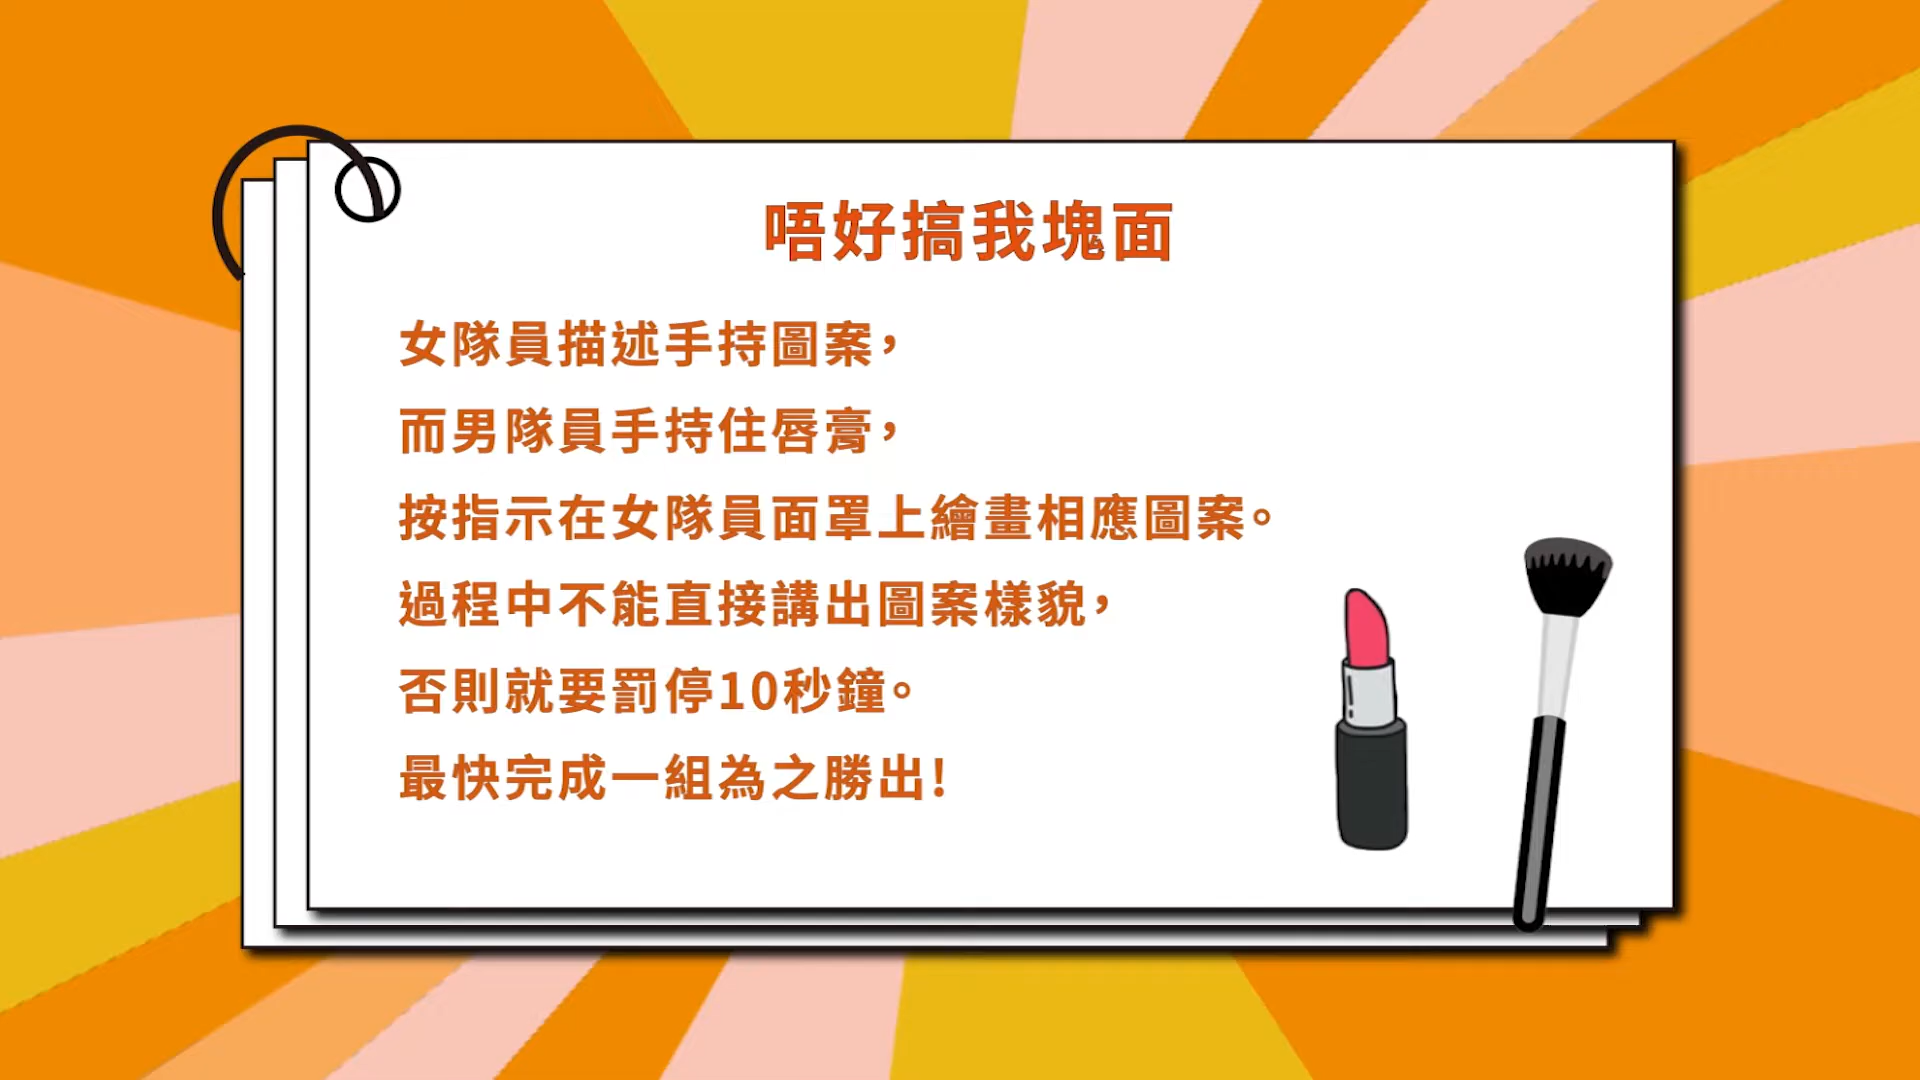 唔好搞我塊面
女隊員描述手持圖案，
而男隊員手持住唇膏，
按指示在女隊員面罩上繪畫相應圖案。
過程中不能直接講出圖案樣貌，
否則就要罰停10秒鐘。
最快完成一組為之勝出！